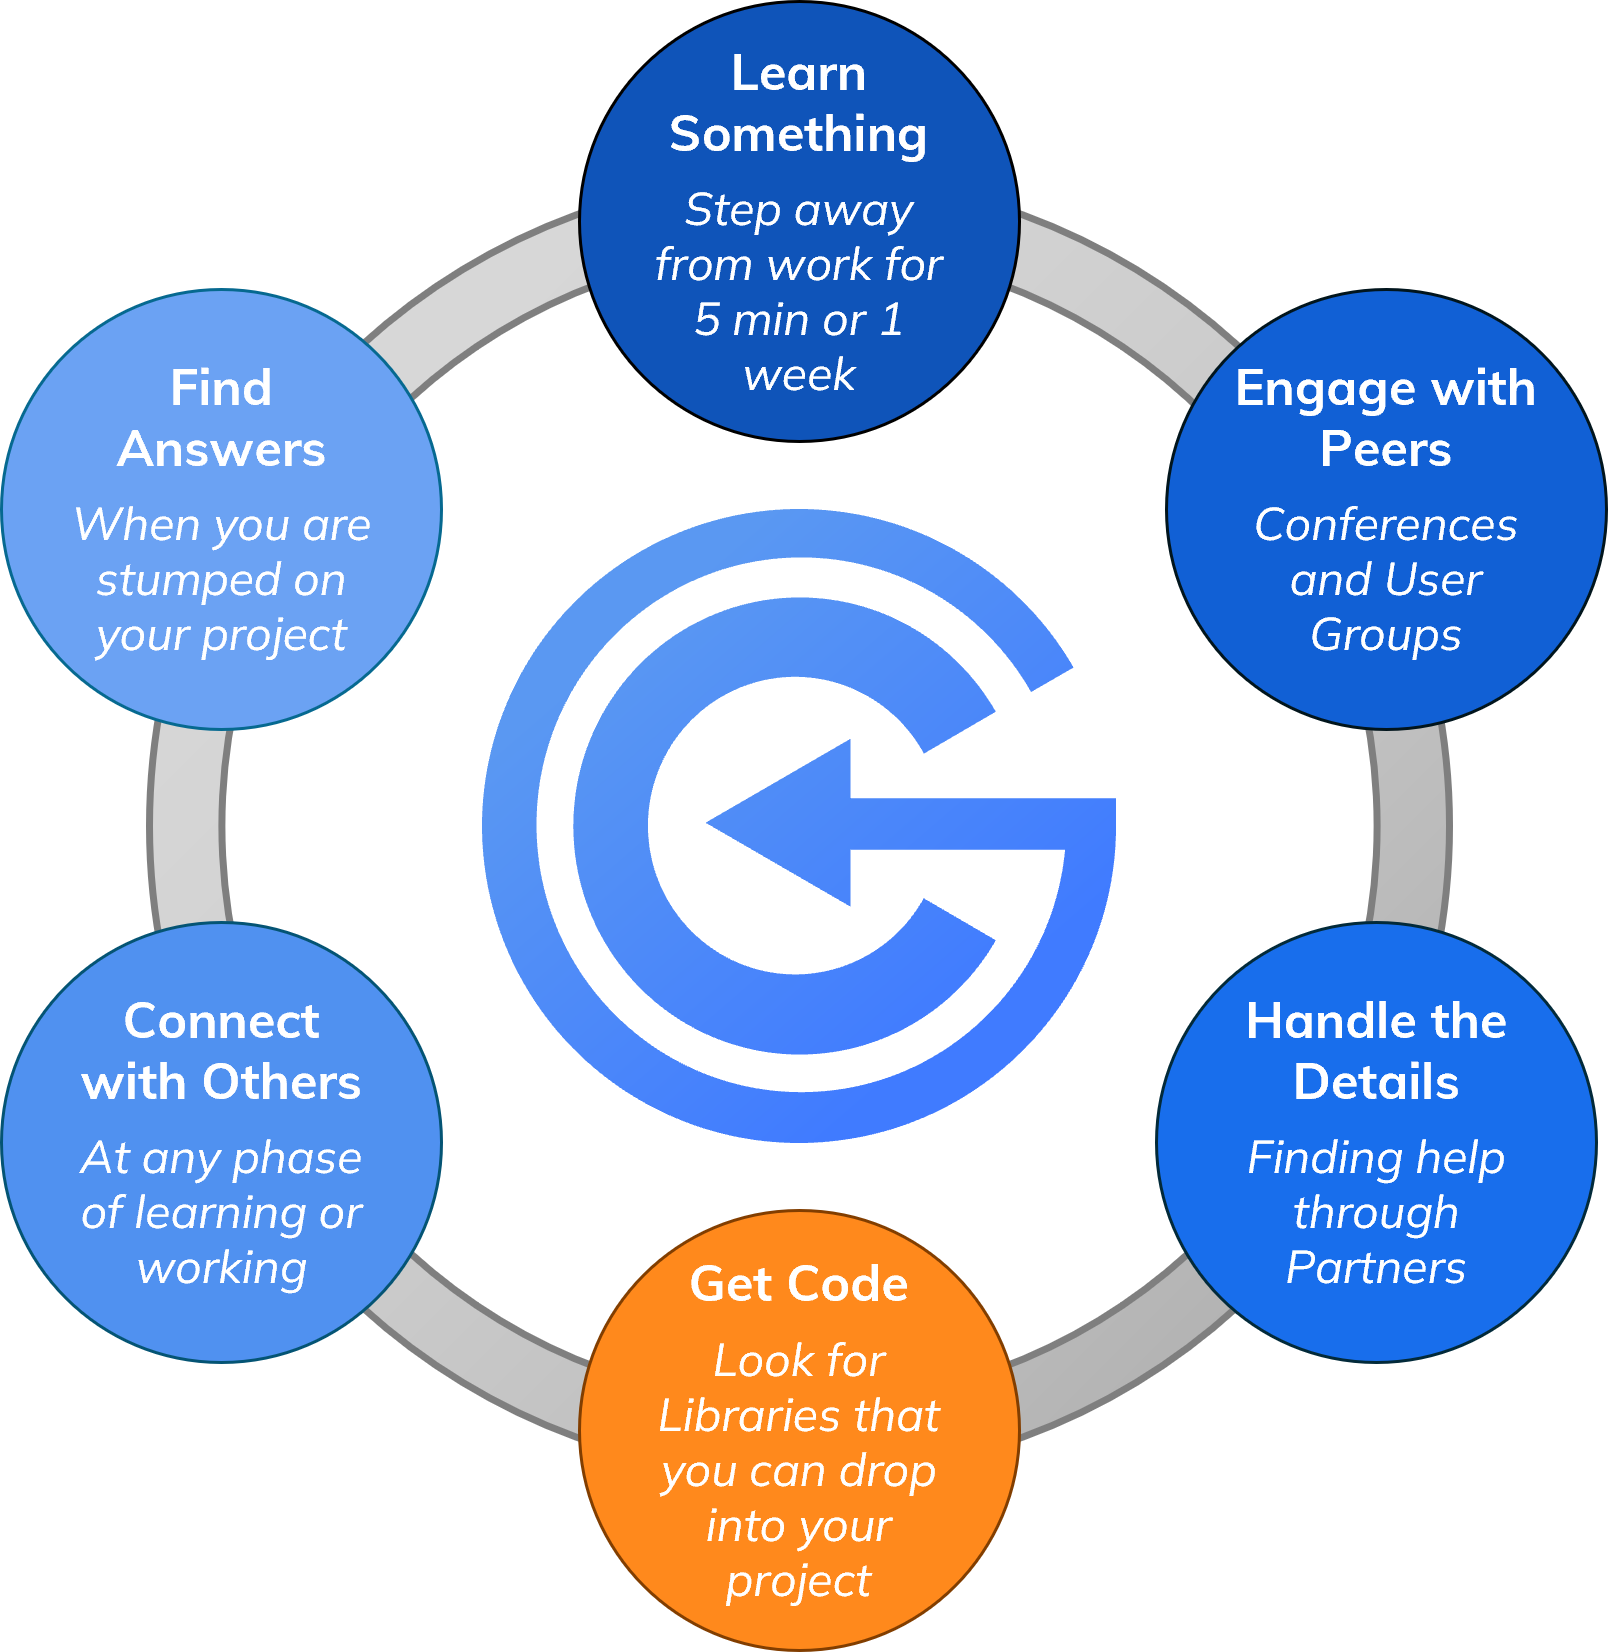 Learn
Something
Step away
from work for
5 min or 1
week
Engage with
Peers
Conferences
and User
Groups
Handle the
Details
Finding help
through
Partners
Get Code
Look for
Libraries that
you can drop
into your
project
Connect
with Others
At any phase
of learning or
working
Find
Answers
When you are
stumped on
your project